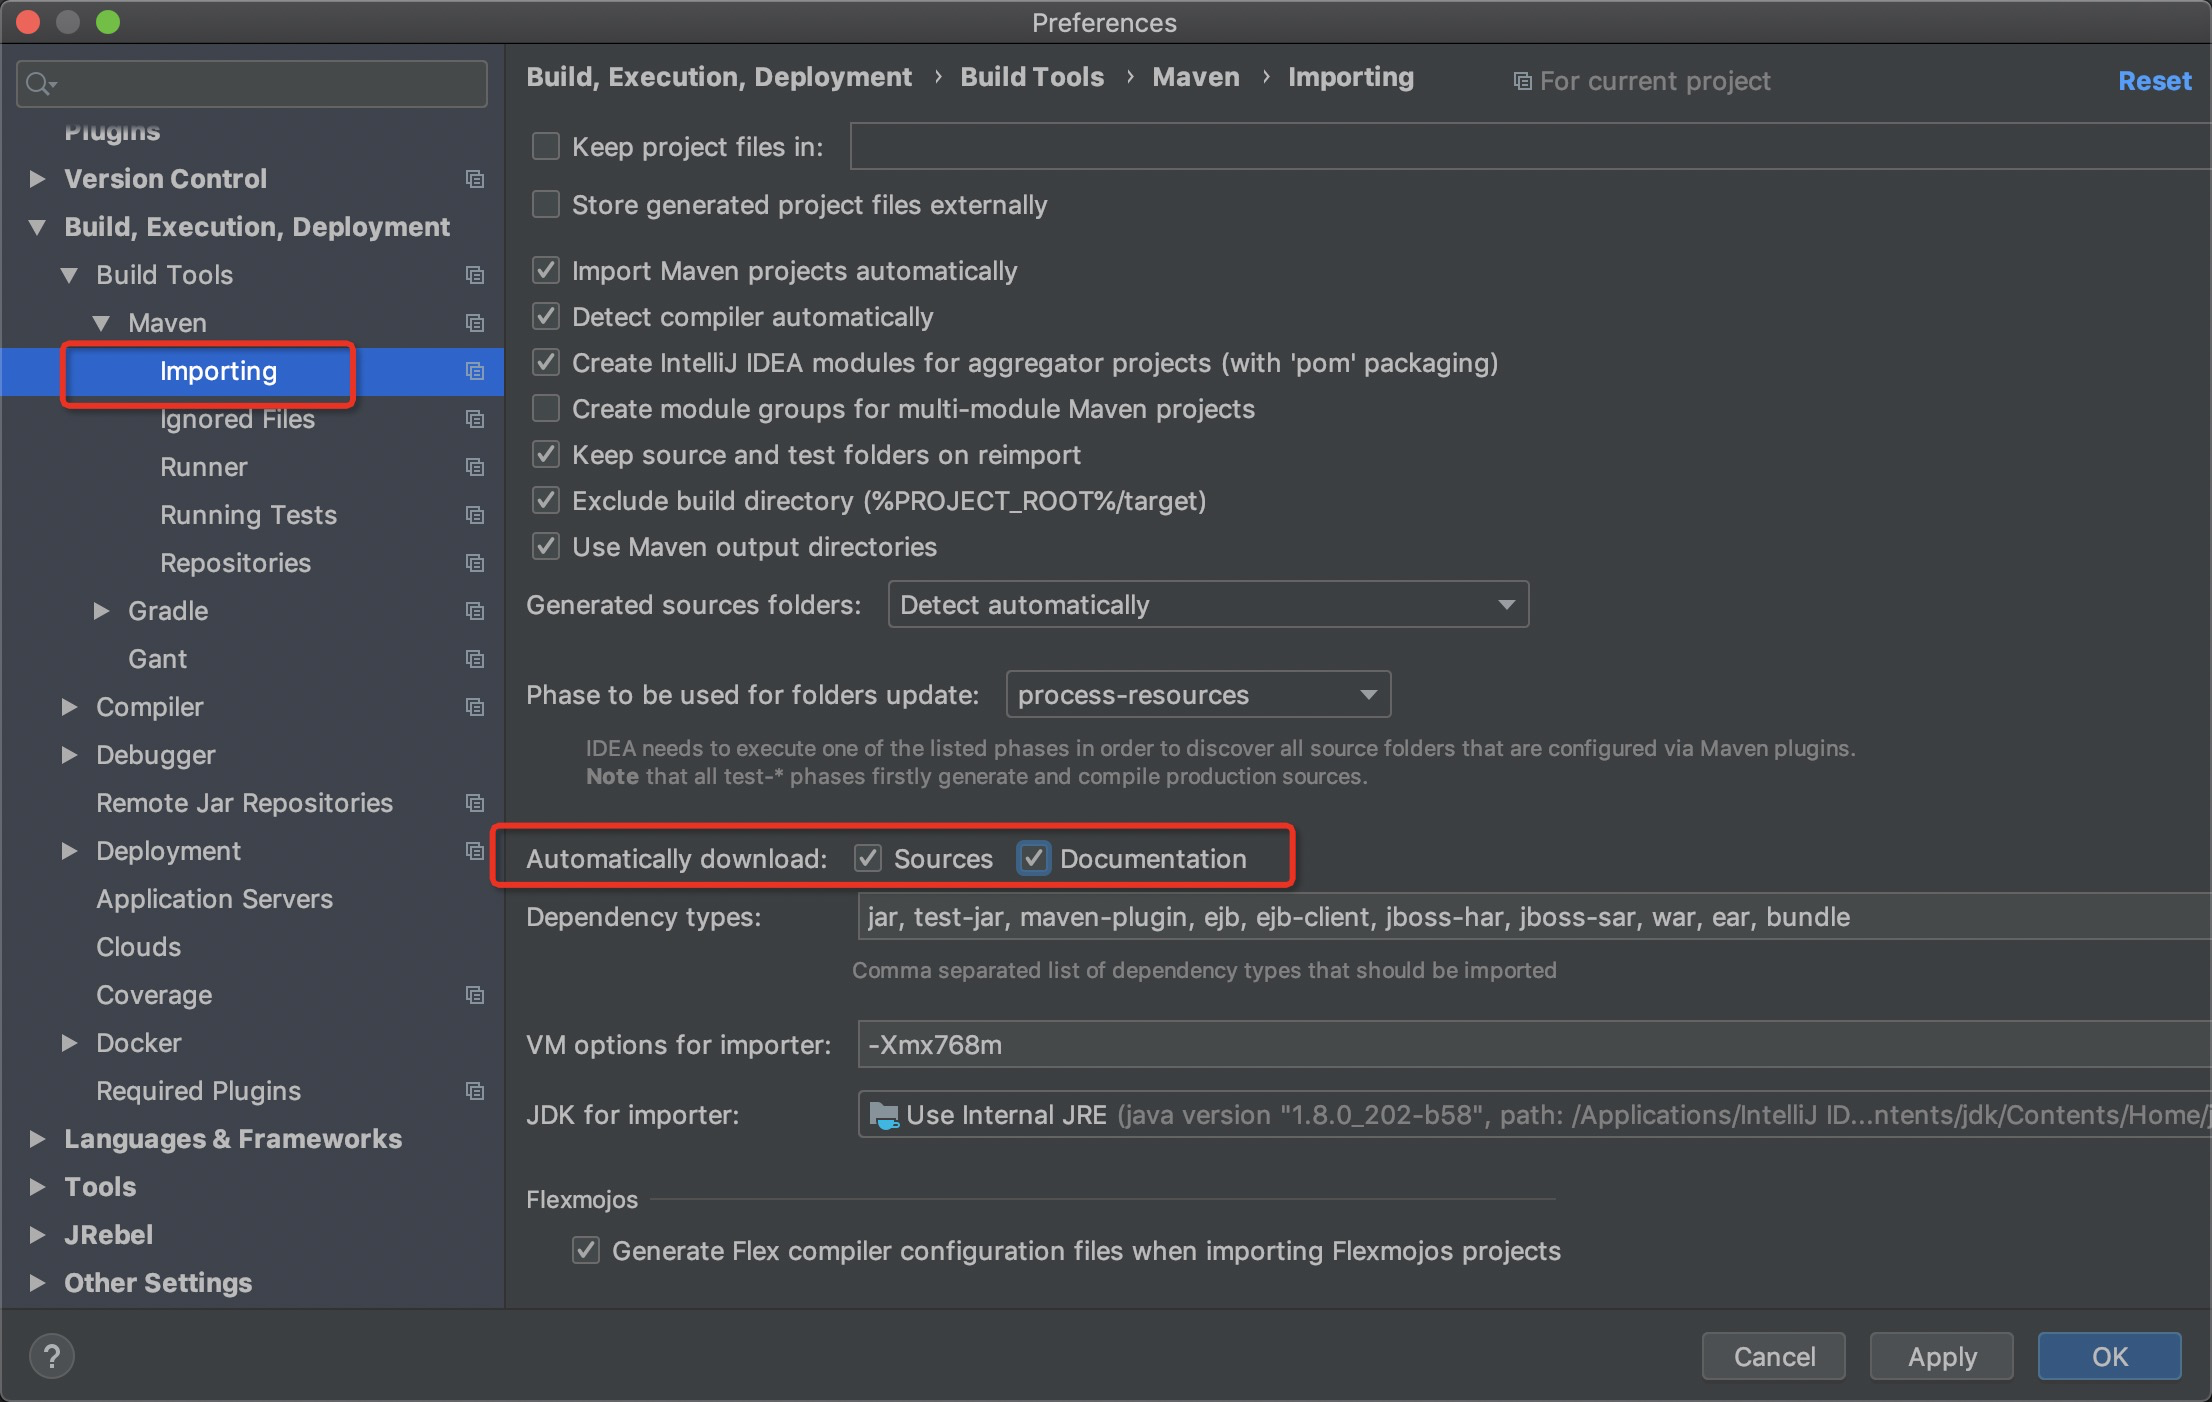 Preferences
Plugins
Version Control
Build, Execution, Deployment
Build Tools
Maven
Importing
Ignored Files
Runner
Running Tests
Repositories
Gradle
Gant
Compiler
Debugger
Remote Jar Repositories
Deployment
Application Servers
Clouds
Coverage
Docker
Required Plugins
Languages & Frameworks
Tools
JRebel
Other Settings
Build, Execution, Deployment › Build Tools › Maven › Importing For current project Reset
Keep project files in:
Store generated project files externally
Import Maven projects automatically
Detect compiler automatically
Create IntelliJ IDEA modules for aggregator projects (with 'pom' packaging)
Create module groups for multi-module Maven projects
Keep source and test folders on reimport
Exclude build directory (%PROJECT_ROOT%/target)
Use Maven output directories
Generated sources folders: Detect automatically
Phase to be used for folders update: process-resources
IDEA needs to execute one of the listed phases in order to discover all source folders that are configured via Maven plugins.
Note that all test-* phases firstly generate and compile production sources.
Automatically download: Sources Documentation
Dependency types: jar, test-jar, maven-plugin, ejb, ejb-client, jboss-har, jboss-sar, war, ear, bundle
Comma separated list of dependency types that should be imported
VM options for importer: -Xmx768m
JDK for importer: Use Internal JRE (java version "1.8.0_202-b58", path: /Applications/IntelliJ ID...ntents/jdk/Contents/Home/j
Flexmojos
Generate Flex compiler configuration files when importing Flexmojos projects
? Cancel Apply OK